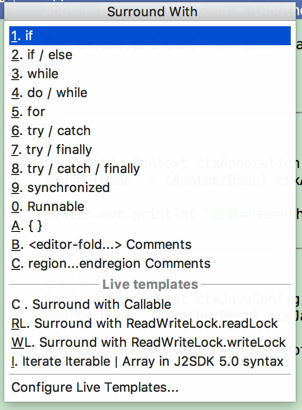 Surround With
1. if
2. if / else
3. while
4. do / while
5. for
6. try / catch
7. try / finally
8. try / catch / finally
9. synchronized
0. Runnable
A. { }
B. <editor-fold...> Comments
C. region...endregion Comments
Live templates
C . Surround with Callable
RL. Surround with ReadWriteLock.readLock
WL. Surround with ReadWriteLock.writeLock
I. Iterate Iterable | Array in J2SDK 5.0 syntax
Configure Live Templates...